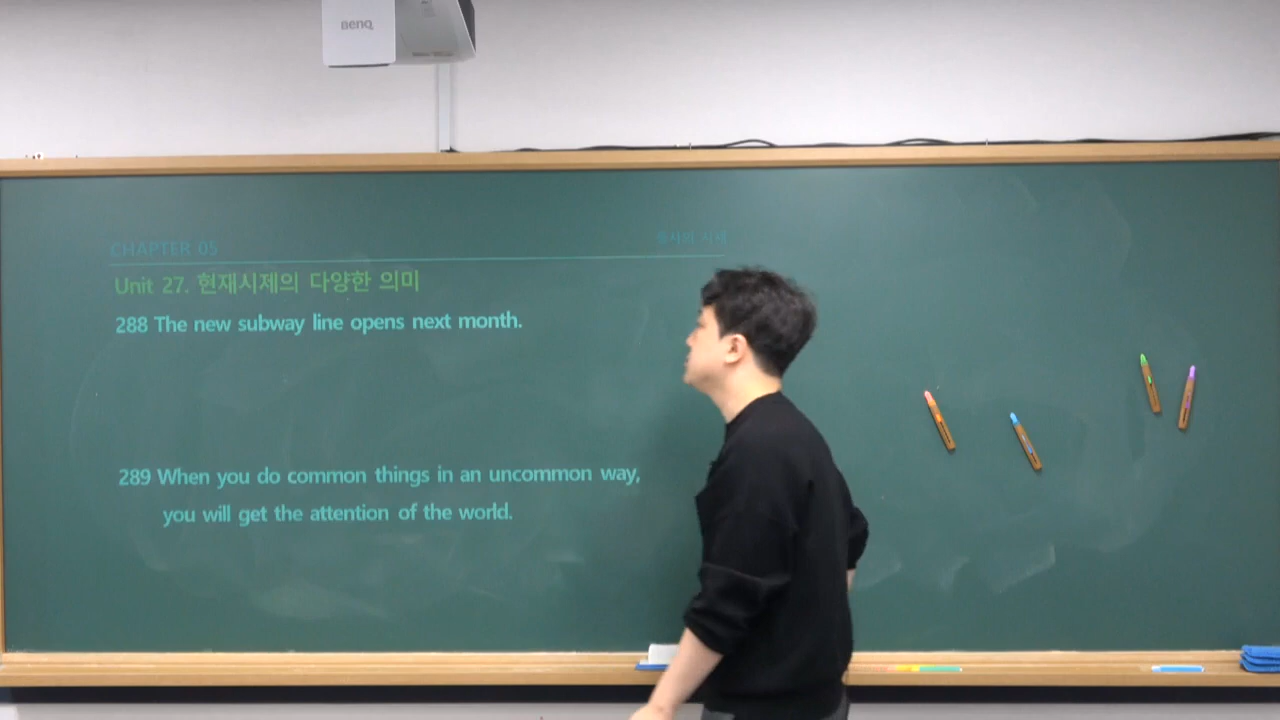 BenQ
CHAPTER 05
동사의 시제
Unit 27. 현재시제의 다양한 의미
288 The new subway line opens next month.
289 When you do common things in an uncommon way,
you will get the attention of the world.